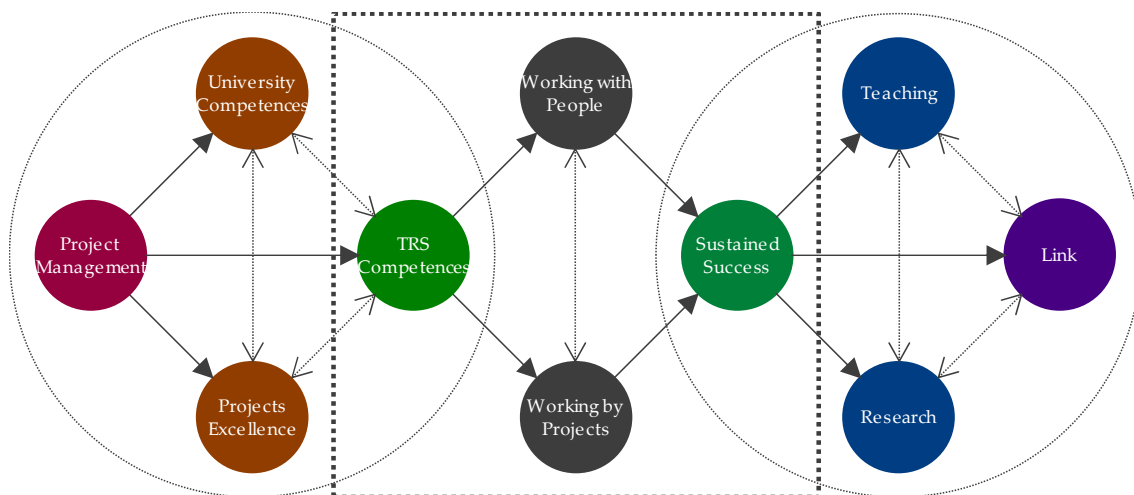 University
Competences
Working with
People
Teaching
Project
Management
TRS
Competences
Sustained
Success
Link
Projects
Excellence
Working by
Projects
Research